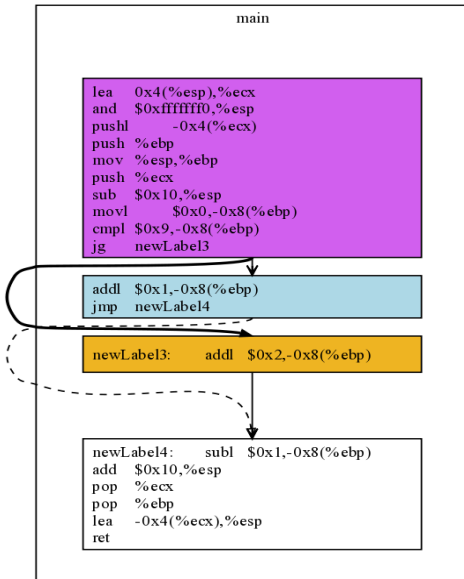 main
lea 0x4(%esp),%ecx
and $0xfffffff0,%esp
pushl -0x4(%ecx)
push %ebp
mov %esp,%ebp
push %ecx
sub $0x10,%esp
movl $0x0,-0x8(%ebp)
cmpl $0x9,-0x8(%ebp)
jg newLabel3
addl $0x1,-0x8(%ebp)
jmp newLabel4
newLabel3: addl $0x2,-0x8(%ebp)
newLabel4: subl $0x1,-0x8(%ebp)
add $0x10,%esp
pop %ecx
pop %ebp
lea -0x4(%ecx),%esp
ret